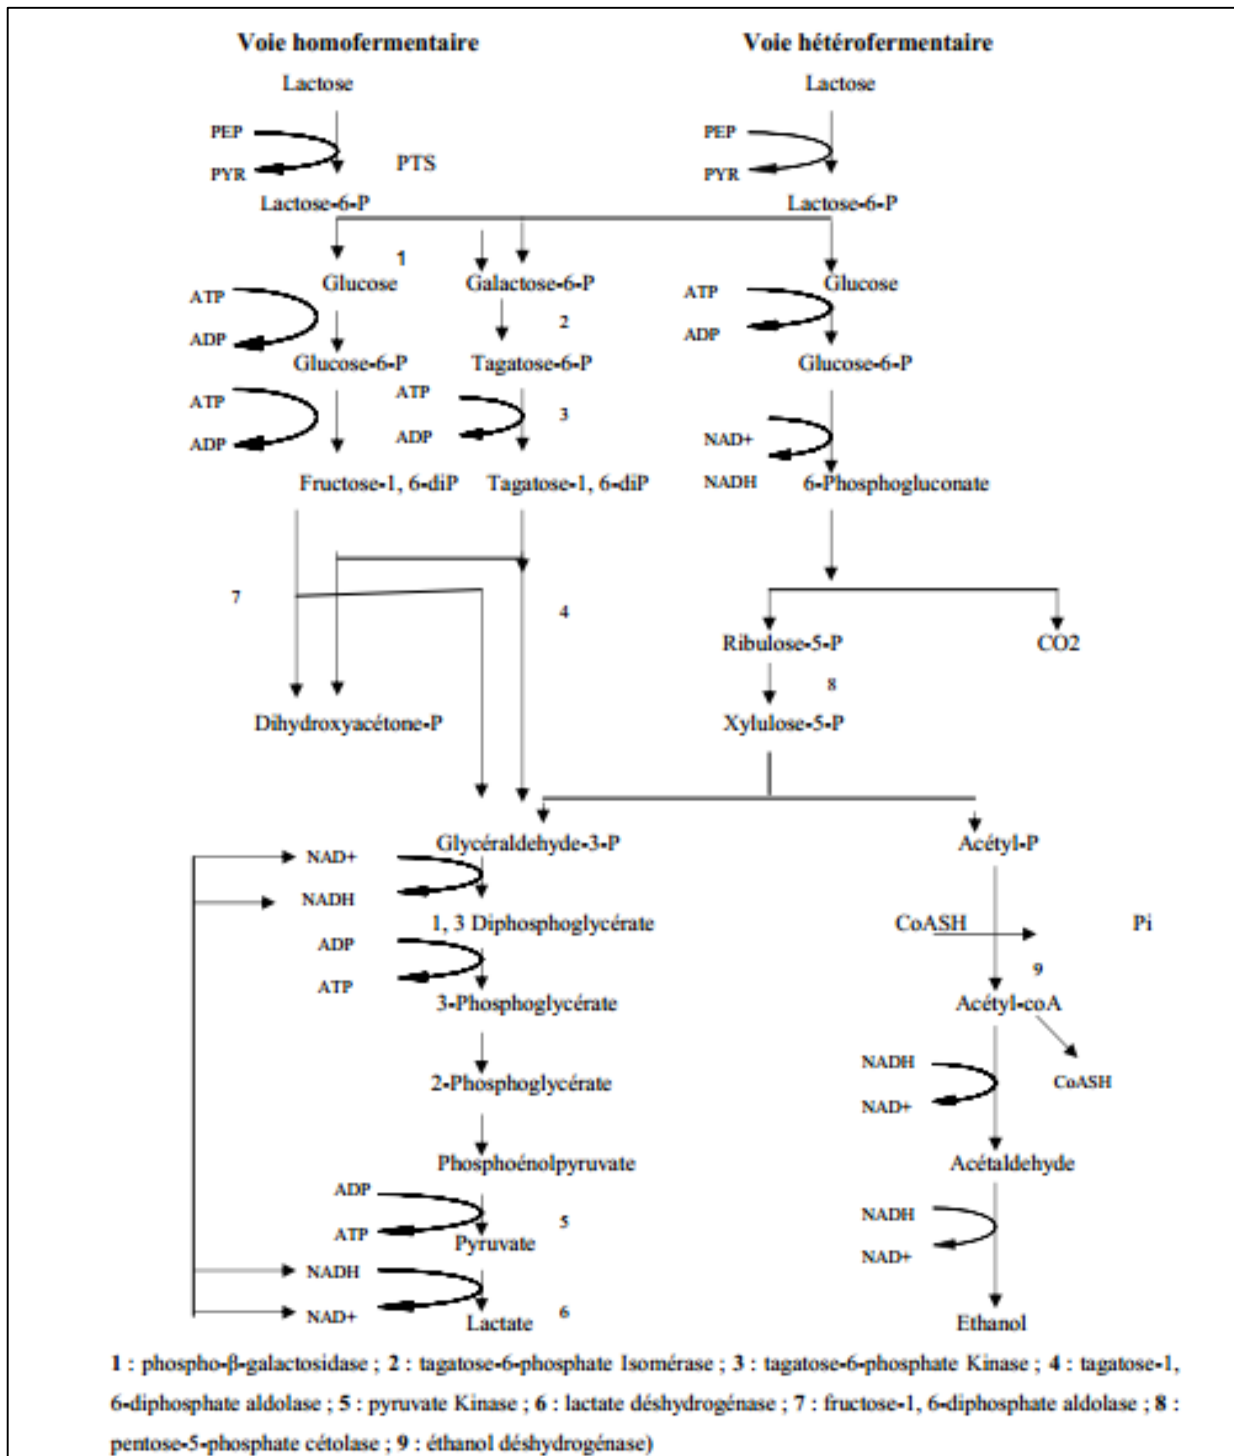 Voie homofermentaire Voie hétérofermentaire
Lactose Lactose
PEP PEP
PTS
PYR PYR
Lactose-6-P Lactose-6-P
1
Glucose Galactose-6-P Glucose
ATP ATP
2
ADP ADP
Glucose-6-P Tagatose-6-P Glucose-6-P
ATP ATP
3
ADP ADP NAD+
Fructose-1, 6-diP Tagatose-1, 6-diP NADH 6-Phosphogluconate
7 4
Ribulose-5-P CO2
8
Dihydroxyacétone-P Xylulose-5-P
Glycéraldehyde-3-P Acétyl-P
NAD+
NADH
1, 3 Diphosphoglycérate CoASH Pi
ADP
9
ATP
3-Phosphoglycérate Acétyl-coA
NADH
2-Phosphoglycérate CoASH
NAD+
Phosphoénolpyruvate Acétaldehyde
ADP
5 NADH
ATP
Pyruvate
NADH NAD+
NAD+ 6
Lactate Ethanol
1 : phospho-β-galactosidase ; 2 : tagatose-6-phosphate Isomérase ; 3 : tagatose-6-phosphate Kinase ; 4 : tagatose-1,
6-diphosphate aldolase ; 5 : pyruvate Kinase ; 6 : lactate déshydrogénase ; 7 : fructose-1, 6-diphosphate aldolase ; 8 :
pentose-5-phosphate cétolase ; 9 : éthanol déshydrogénase)